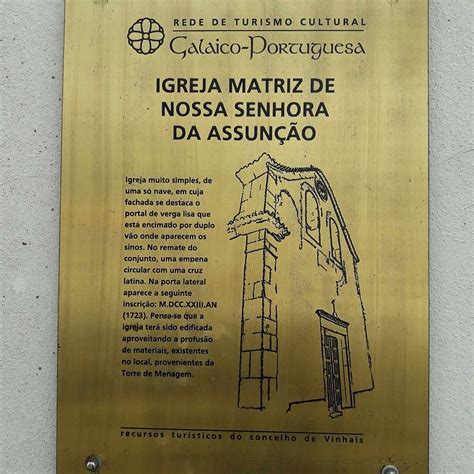 REDE DE TURISMO CULTURAL
Galaico-Portuguesa
IGREJA MATRIZ DE
NOSSA SENHORA
DA ASSUNÇÃO
Igreja muito simples, de
uma só nave, em cuja
fachada se destaca o
portal de verga lisa que
está encimado por duplo
vão onde aparecem os
sinos. No remate do
conjunto, uma empena
circular com uma cruz
latina. Na porta lateral
aparece a seguinte
inscrição: M.DCC.XXIII.AN
(1723). Pensa-se que a
igreja terá sido edificada
aproveitando a profusão
de materiais, existentes
no local, provenientes da
Torre de Menagem.
recursos turísticos do concelho de Vinhais